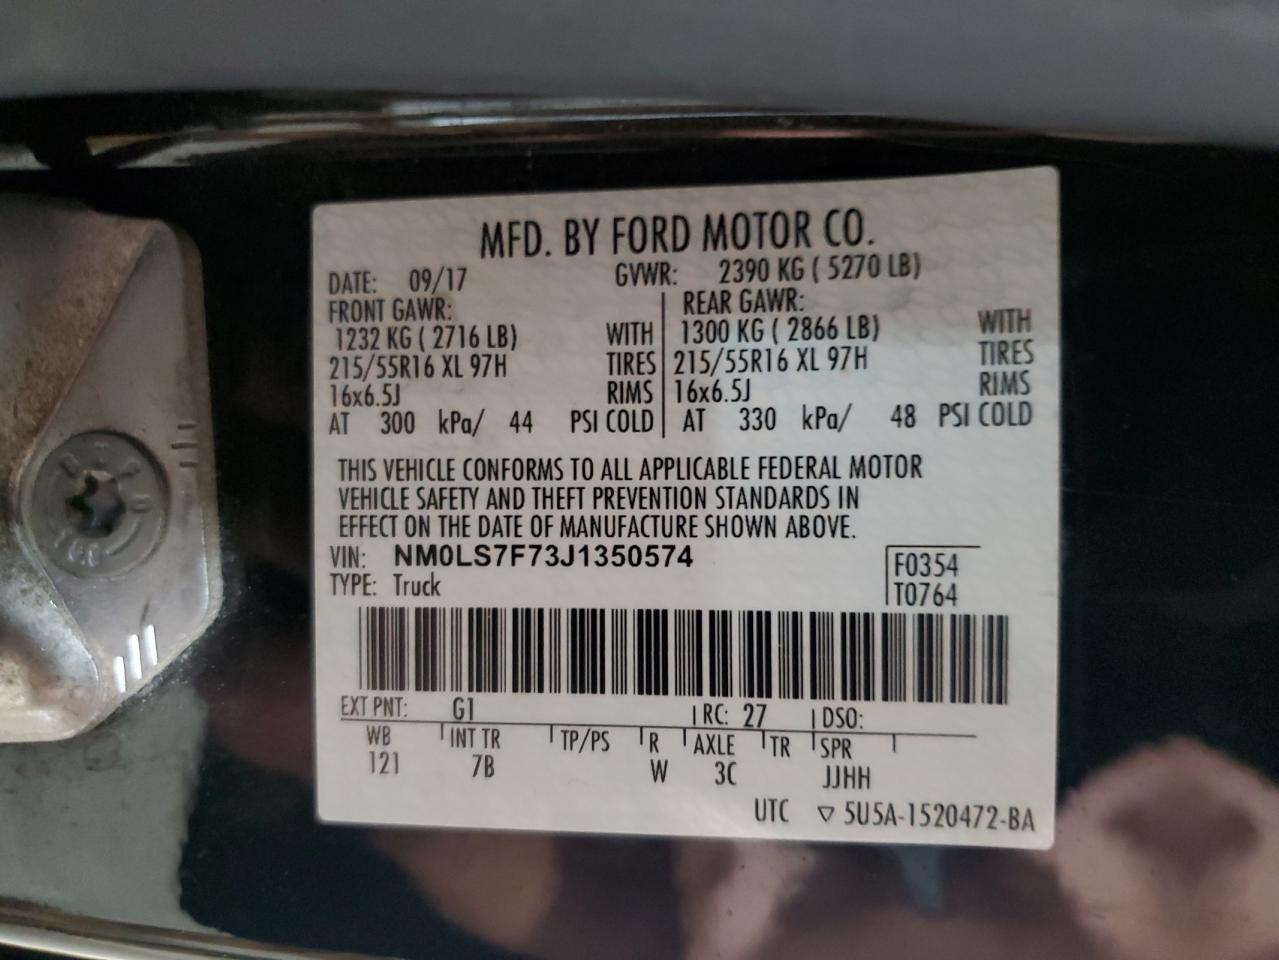 MFD. BY FORD MOTOR CO.
DATE: 09/17 GVWR: 2390 KG ( 5270 LB)
FRONT GAWR: REAR GAWR:
1232 KG ( 2716 LB) WITH 1300 KG ( 2866 LB) WITH
215/55R16 XL 97H TIRES 215/55R16 XL 97H TIRES
16x6.5J RIMS 16x6.5J RIMS
AT 300 kPa/ 44 PSI COLD AT 330 kPa/ 48 PSI COLD
THIS VEHICLE CONFORMS TO ALL APPLICABLE FEDERAL MOTOR
VEHICLE SAFETY AND THEFT PREVENTION STANDARDS IN
EFFECT ON THE DATE OF MANUFACTURE SHOWN ABOVE.
VIN: NM0LS7F73J1350574
TYPE: Truck
F0354
T0764
EXT PNT: G1 RC: 27 DSO:
WB INT TR TP/PS R AXLE TR SPR
121 7B W 3C JJHH
UTC ▽ 5U5A-1520472-BA